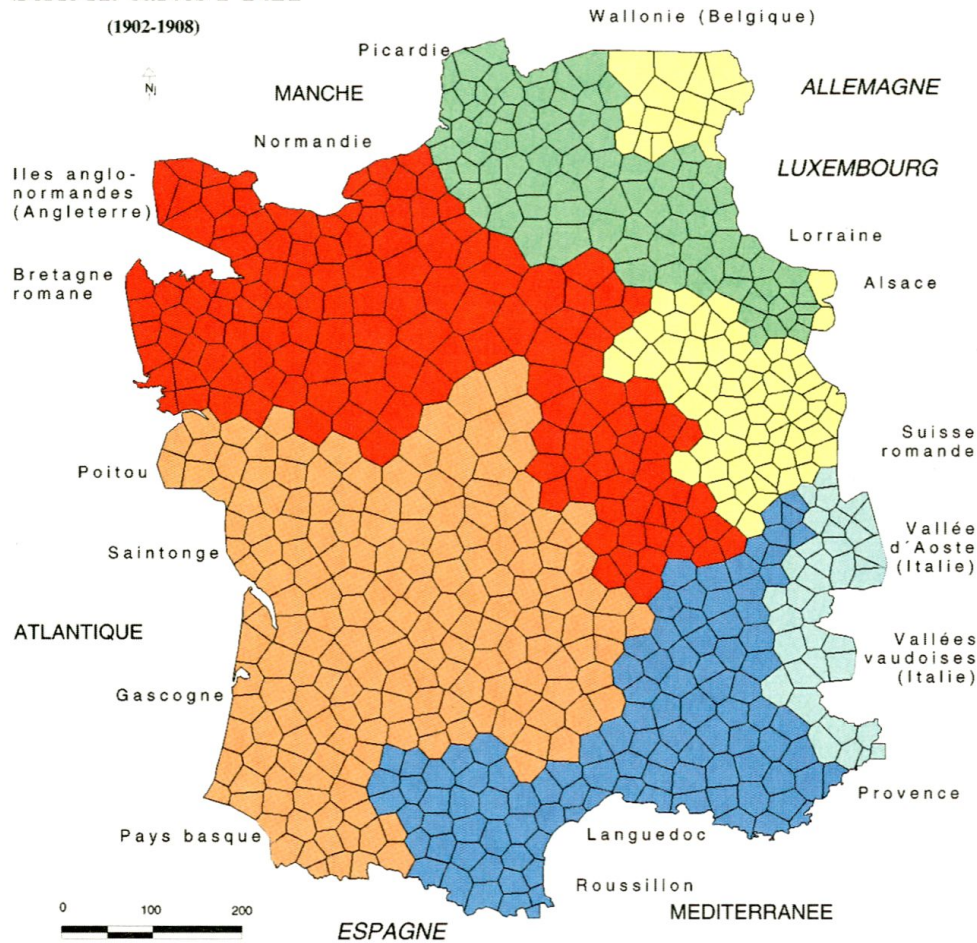 (1902-1908)
Wallonie (Belgique)
Picardie
N
MANCHE
ALLEMAGNE
Normandie
Iles anglo-
normandes
(Angleterre)
LUXEMBOURG
Lorraine
Bretagne
romane
Alsace
Suisse
romande
Poitou
Vallée
d'Aoste
(Italie)
Saintonge
ATLANTIQUE
Vallées
vaudoises
(Italie)
Gascogne
Provence
Pays basque
Languedoc
Roussillon
MEDITERRANEE
0 100 200
ESPAGNE